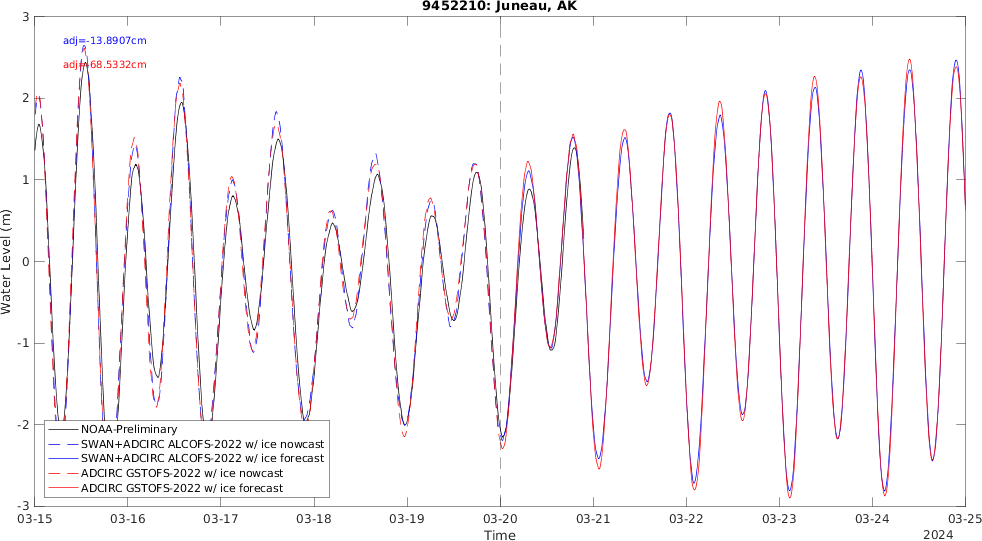 9452210: Juneau, AK
adj=-13.8907cm
adj=-68.5332cm
Water Level (m)
3
2
1
0
-1
-2
-3
NOAA-Preliminary
SWAN+ADCIRC ALCOFS-2022 w/ ice nowcast
SWAN+ADCIRC ALCOFS-2022 w/ ice forecast
ADCIRC GSTOFS-2022 w/ ice nowcast
ADCIRC GSTOFS-2022 w/ ice forecast
03-15 03-16 03-17 03-18 03-19 03-20 03-21 03-22 03-23 03-24 03-25
Time
2024